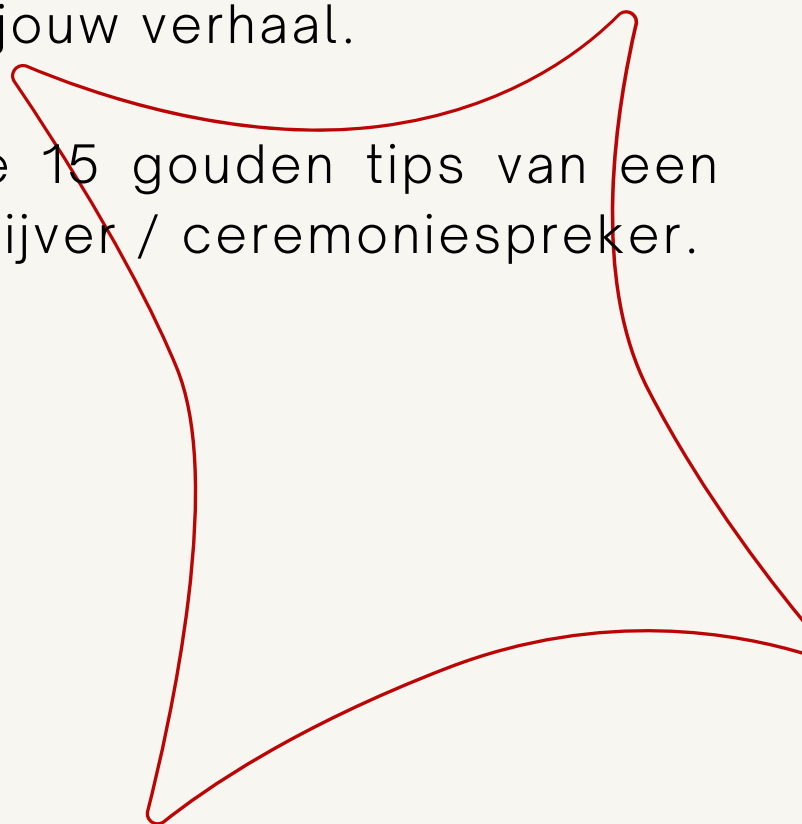 jouw verhaal.
e 15 gouden tips van een
ijver / ceremoniespreker.